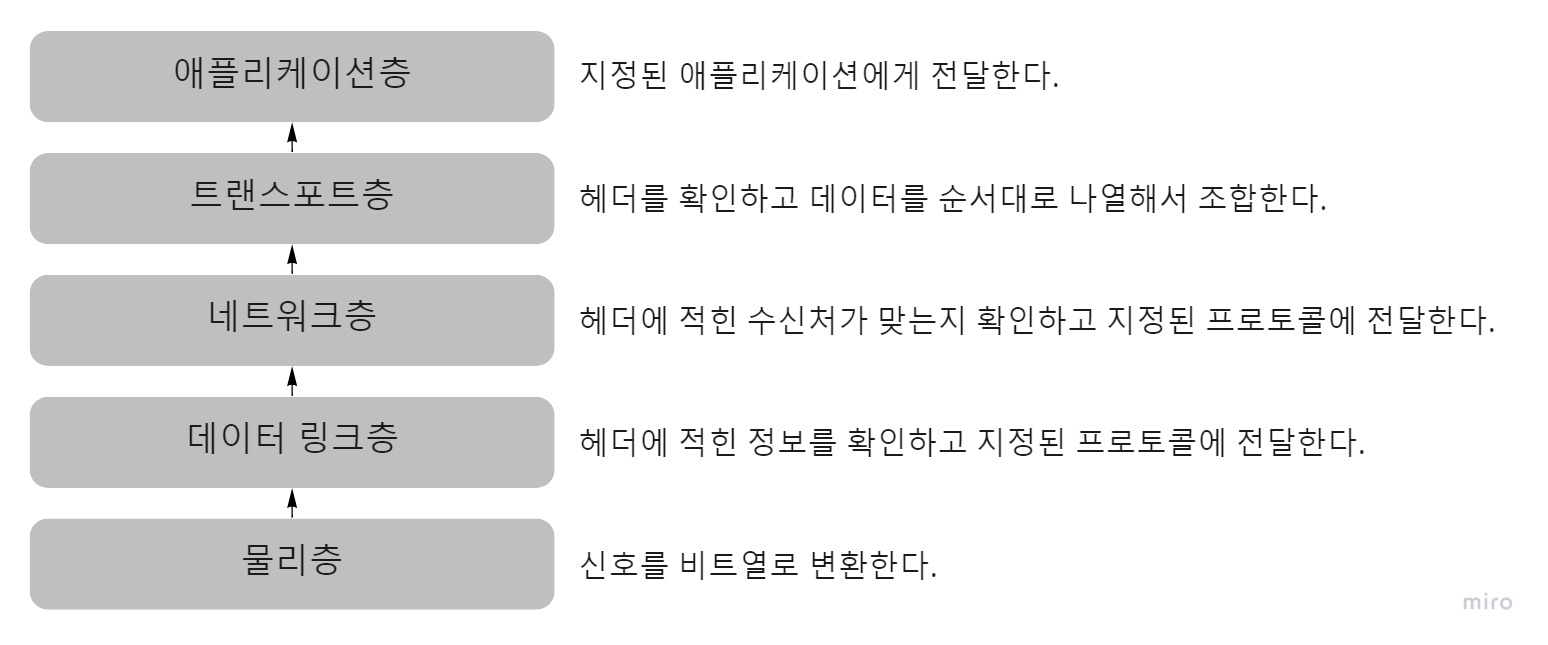 애플리케이션층
지정된 애플리케이션에게 전달한다.
트랜스포트층
헤더를 확인하고 데이터를 순서대로 나열해서 조합한다.
네트워크층
헤더에 적힌 수신처가 맞는지 확인하고 지정된 프로토콜에 전달한다.
데이터 링크층
헤더에 적힌 정보를 확인하고 지정된 프로토콜에 전달한다.
물리층
신호를 비트열로 변환한다.
miro